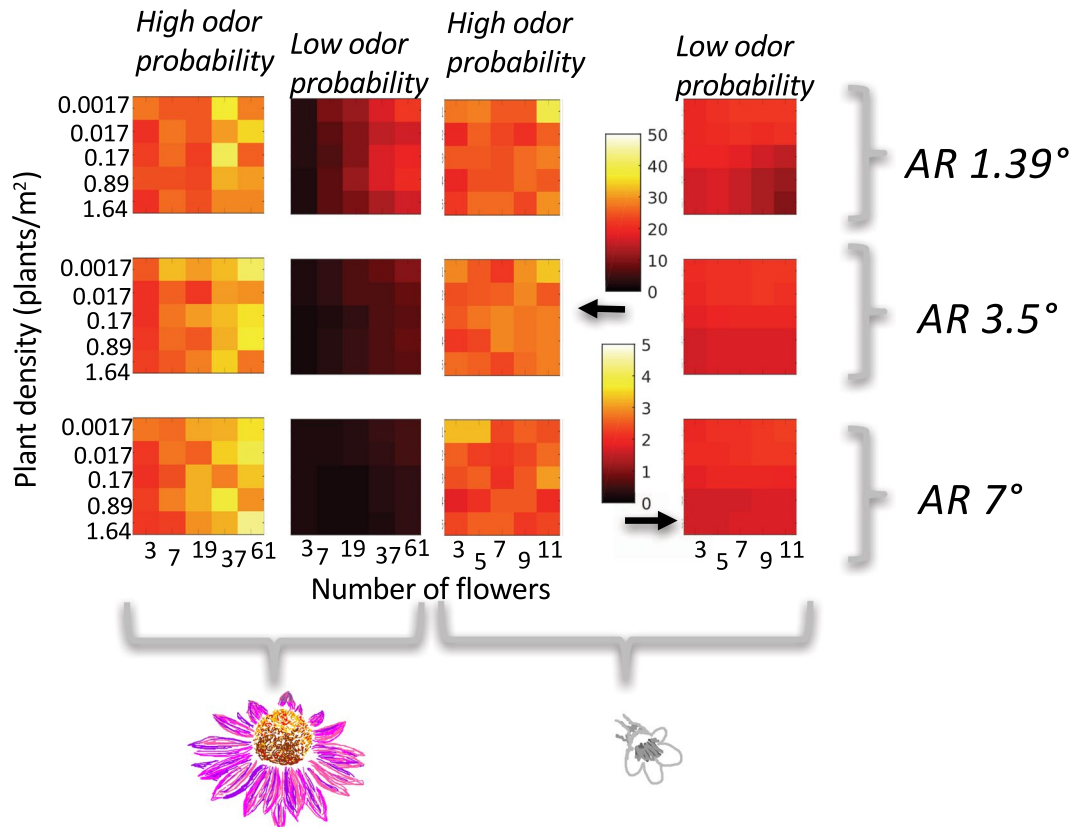 High odor
probability
Low odor
probability
High odor
probability
Low odor
probability
Plant density (plants/m²)
0.0017
0.017
0.17
0.89
1.64
50
40
30
20
10
0
AR 1.39°
0.0017
0.017
0.17
0.89
1.64
AR 3.5°
5
4
3
2
1
0
0.0017
0.017
0.17
0.89
1.64
AR 7°
3 7 19 37 61
3 7 19 37 61
3 5 7 9 11
3 5 7 9 11
Number of flowers